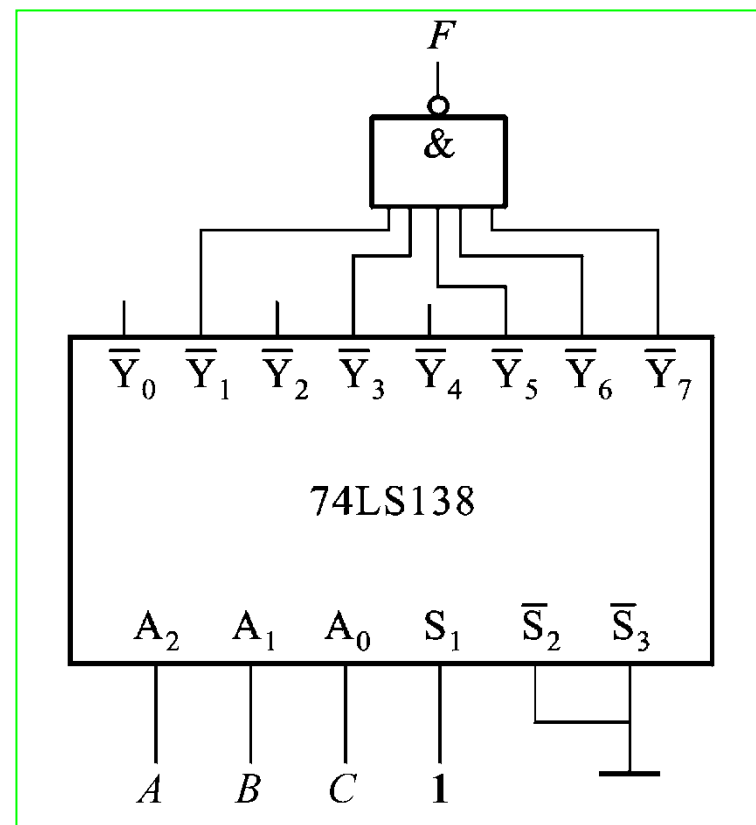 F
&
Y̅₀ Y̅₁ Y̅₂ Y̅₃ Y̅₄ Y̅₅ Y̅₆ Y̅₇
74LS138
A₂ A₁ A₀ S₁ S̅₂ S̅₃
A B C 1